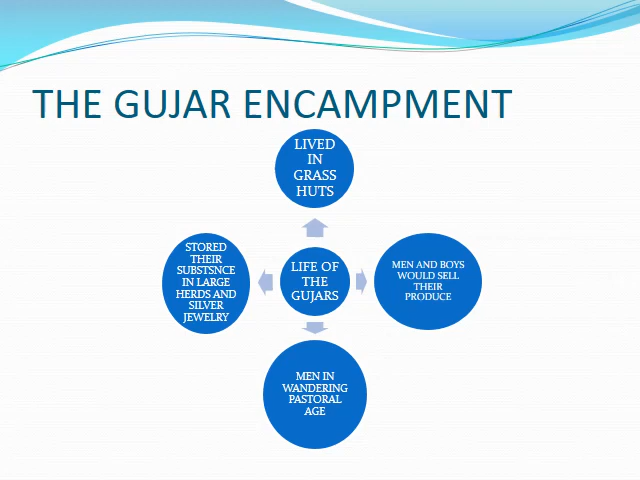 THE GUJAR ENCAMPMENT
LIVED
IN
GRASS
HUTS
STORED
THEIR
SUBSTSNCE
IN LARGE
HERDS AND
SILVER
JEWELRY
LIFE OF
THE
GUJARS
MEN AND BOYS
WOULD SELL
THEIR
PRODUCE
MEN IN
WANDERING
PASTORAL
AGE